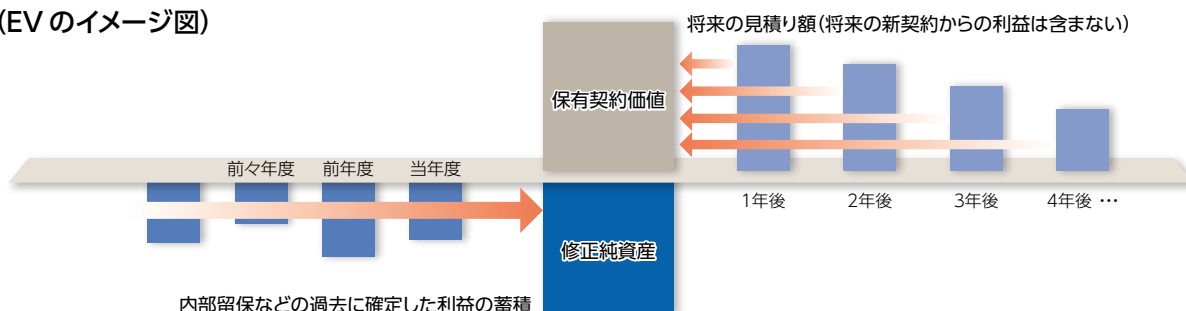 (EV のイメージ図)
将来の見積り額(将来の新契約からの利益は含まない)
保有契約価値
前々年度 前年度 当年度
1年後 2年後 3年後 4年後 …
修正純資産
内部留保などの過去に確定した利益の蓄積